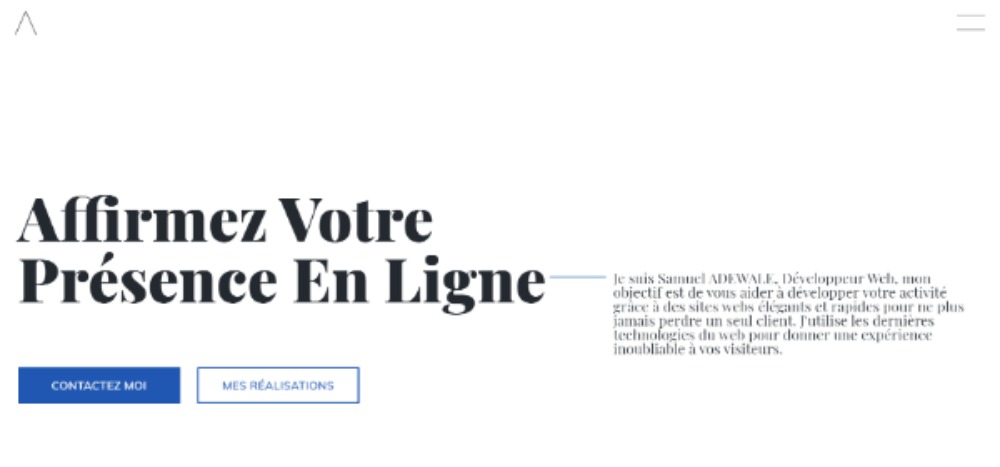 Affirmez Votre
Présence En Ligne
Je suis Samuel ADEWALE, Développeur Web, mon
objectif est de vous aider à développer votre activité
grâce à des sites webs élégants et rapides pour ne plus
jamais perdre un seul client. J'utilise les dernières
technologies du web pour donner une expérience
inoubliable à vos visiteurs.
CONTACTEZ MOI
MES RÉALISATIONS